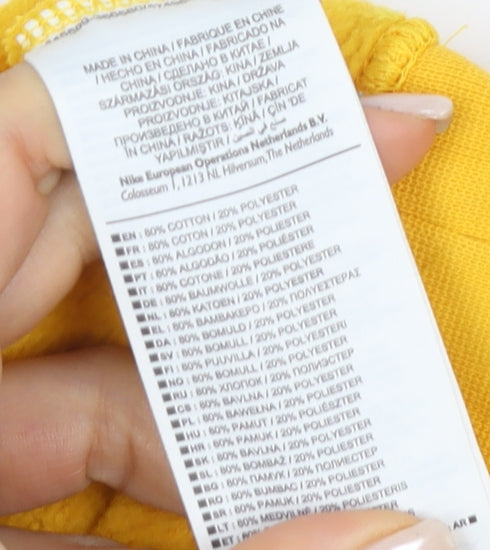 MADE IN CHINA / FABRIQUE EN CHINE
/ HECHO EN CHINA / FABRICADO NA
CHINA / СДЕЛАНО В КИТАЕ /
SZÁRMAZÁSI ORSZÁG: KÍNA / ZEMLJA
PROIZVODNJE: KINA / DRŽAVA
PROIZVODNJE: KITAJSKA /
ПРОИЗВЕДЕНО В КИТАЙ / FABRICAT
ÎN CHINA / RAŽOTS: ĶĪNA / ÇİN 'DE
YAPILMIŞTIR /
Nike European Operations Netherlands B.V.
Colosseum 1, 1213 NL Hilversum, The Netherlands
EN : 80% COTTON / 20% POLYESTER
FR : 80% COTON / 20% POLYESTER
ES : 80% ALGODON / 20% POLIESTER
PT : 80% ALGODÃO / 20% POLIÉSTER
IT : 80% COTONE / 20% POLIESTERE
DE : 80% BAUMWOLLE / 20% POLYESTER
NL : 80% KATOEN / 20% POLYESTER
EL : 80% ΒΑΜΒΑΚΕΡΟ / 20% ΠΟΛΥΕΣΤΕΡΑΣ
DA : 80% BOMULD / 20% POLYESTER
SV : 80% BOMULL / 20% POLYESTER
FI : 80% PUUVILLA / 20% POLYESTERI
NO : 80% BOMULL / 20% POLYESTER
RU : 80% ХЛОПОК / 20% ПОЛИЭСТЕР
CS : 80% BAVLNA / 20% POLYESTER
PL : 80% BAWEŁNA / 20% POLIESTER
HU : 80% PAMUT / 20% POLIÉSZTER
HR : 80% PAMUK / 20% POLIESTER
SK : 80% BAVLNA / 20% POLYESTER
SL : 80% BOMBAŽ / 20% POLIESTER
BG : 80% ПАМУК / 20% ПОЛИЕСТЕР
RO : 80% BUMBAC / 20% POLIESTER
SR : 80% PAMUK / 20% POLIESTER
LT : 80% MEDVILNĖ / 20% POLIESTERIS
ET : 80%
AR